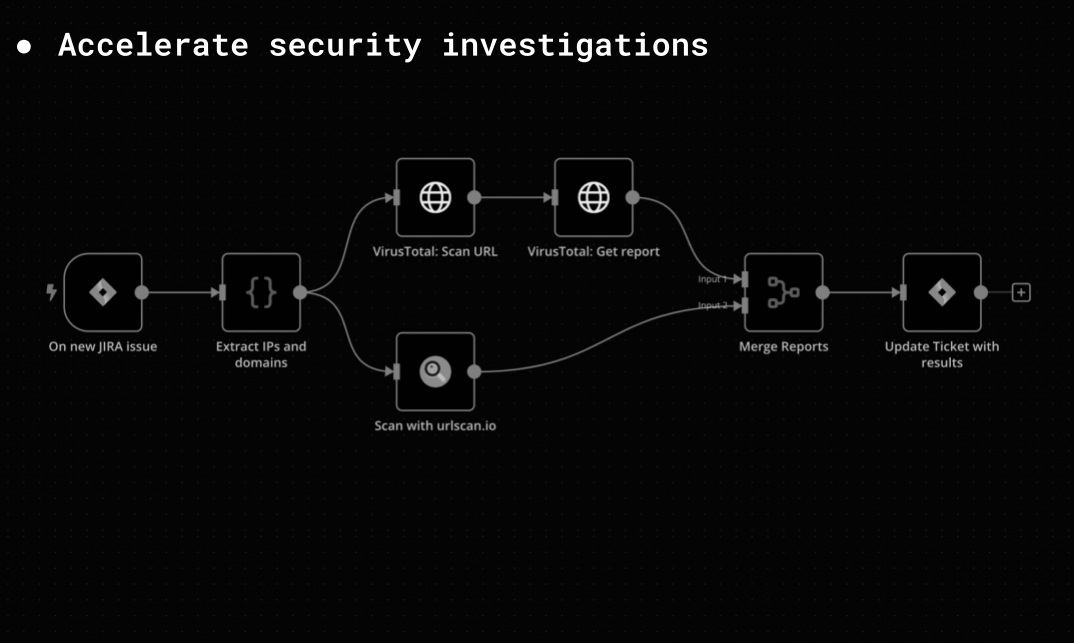 ● Accelerate security investigations
VirusTotal: Scan URL
VirusTotal: Get report
Input 1
Input 2
On new JIRA issue
Extract IPs and
domains
Merge Reports
Update Ticket with
results
Scan with urlscan.io